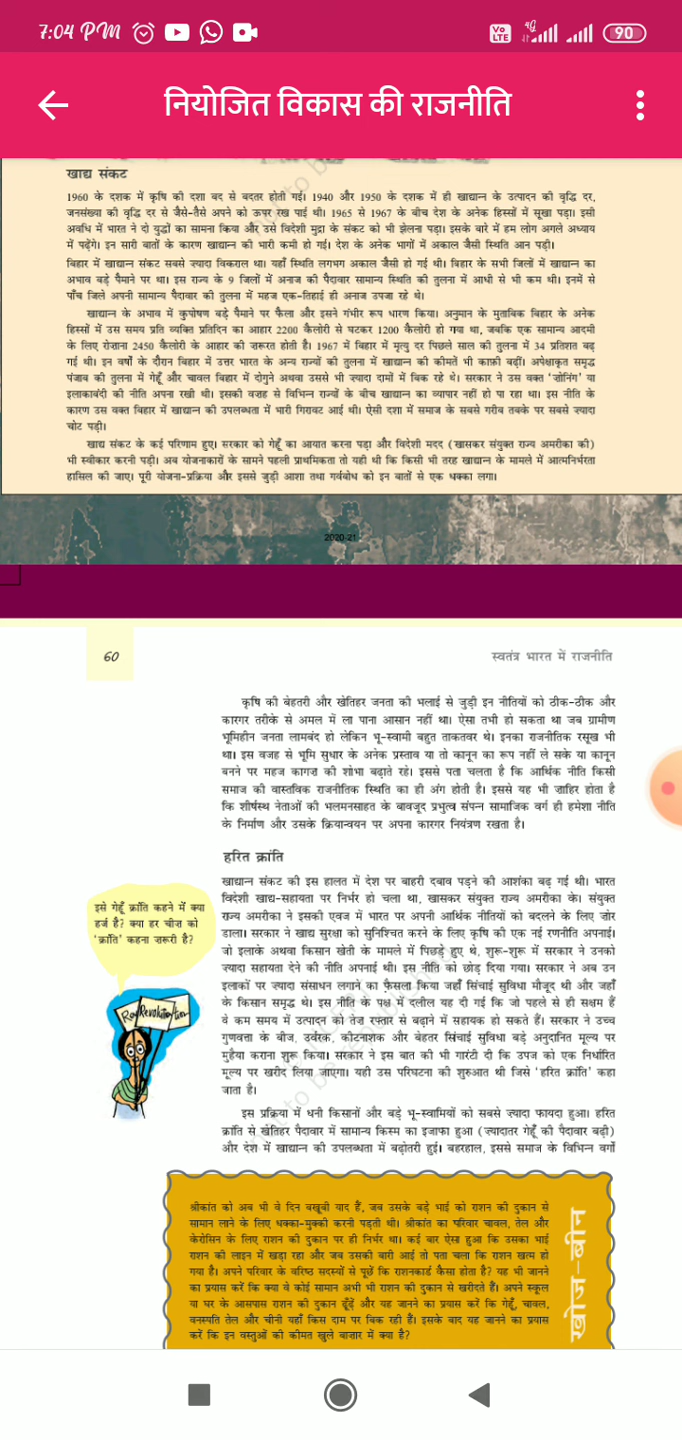 7:04 PM
Vo LTE 4G 90
नियोजित विकास की राजनीति
खाद्य संकट
1960 के दशक में कृषि की दशा बद से बदतर होती गई। 1940 और 1950 के दशक में ही खाद्यान्न के उत्पादन की वृद्धि दर,
जनसंख्या की वृद्धि दर से जैसे-तैसे अपने को ऊपर रख पाई थी। 1965 से 1967 के बीच देश के अनेक हिस्सों में सूखा पड़ा। इसी
अवधि में भारत ने दो युद्धों का सामना किया और उसे विदेशी मुद्रा के संकट को भी झेलना पड़ा। इसके बारे में हम लोग अगले अध्याय
में पढ़ेंगे। इन सारी बातों के कारण खाद्यान्न की भारी कमी हो गई। देश के अनेक भागों में अकाल जैसी स्थिति आन पड़ी।
बिहार में खाद्यान्न संकट सबसे ज्यादा विकराल था। यहाँ स्थिति लगभग अकाल जैसी हो गई थी। बिहार के सभी जिलों में खाद्यान्न का
अभाव बड़े पैमाने पर था। इस राज्य के 9 जिलों में अनाज की पैदावार सामान्य स्थिति की तुलना में आधी से भी कम थी। इनमें से
पाँच जिले अपनी सामान्य पैदावार की तुलना में महज एक-तिहाई ही अनाज उपजा रहे थे।
खाद्यान्न के अभाव में कुपोषण बड़े पैमाने पर फैला और इसने गंभीर रूप धारण किया। अनुमान के मुताबिक बिहार के अनेक
हिस्सों में उस समय प्रति व्यक्ति प्रतिदिन का आहार 2200 कैलोरी से घटकर 1200 कैलोरी हो गया था, जबकि एक सामान्य आदमी
के लिए रोज़ाना 2450 कैलोरी के आहार की ज़रूरत होती है। 1967 में बिहार में मृत्यु दर पिछले साल की तुलना में 34 प्रतिशत बढ़
गई थी। इन वर्षों के दौरान बिहार में उत्तर भारत के अन्य राज्यों की तुलना में खाद्यान्न की कीमतें भी काफ़ी बढ़ीं। अपेक्षाकृत समृद्ध
पंजाब की तुलना में गेहूँ और चावल बिहार में दोगुने अथवा उससे भी ज्यादा दामों में बिक रहे थे। सरकार ने उस वक्त 'ज़ोनिंग' या
इलाकाबंदी की नीति अपना रखी थी। इसकी वजह से विभिन्न राज्यों के बीच खाद्यान्न का व्यापार नहीं हो पा रहा था। इस नीति के
कारण उस वक्त बिहार में खाद्यान्न की उपलब्धता में भारी गिरावट आई थी। ऐसी दशा में समाज के सबसे गरीब तबके पर सबसे ज्यादा
चोट पड़ी।
खाद्य संकट के कई परिणाम हुए। सरकार को गेहूँ का आयात करना पड़ा और विदेशी मदद (खासकर संयुक्त राज्य अमरीका की)
भी स्वीकार करनी पड़ी। अब योजनाकारों के सामने पहली प्राथमिकता तो यही थी कि किसी भी तरह खाद्यान्न के मामले में आत्मनिर्भरता
हासिल की जाए। पूरी योजना-प्रक्रिया और इससे जुड़ी आशा तथा गर्वबोध को इन बातों से एक धक्का लगा।
2020-21
60
स्वतंत्र भारत में राजनीति
कृषि की बेहतरी और खेतिहर जनता की भलाई से जुड़ी इन नीतियों को ठीक-ठीक और
कारगर तरीके से अमल में ला पाना आसान नहीं था। ऐसा तभी हो सकता था जब ग्रामीण
भूमिहीन जनता लामबंद हो लेकिन भू-स्वामी बहुत ताकतवर थे। इनका राजनीतिक रसूख भी
था। इस वजह से भूमि सुधार के अनेक प्रस्ताव या तो कानून का रूप नहीं ले सके या कानून
बनने पर महज कागज़ की शोभा बढ़ाते रहे। इससे पता चलता है कि आर्थिक नीति किसी
समाज की वास्तविक राजनीतिक स्थिति का ही अंग होती है। इससे यह भी ज़ाहिर होता है
कि शीर्षस्थ नेताओं की भलमनसाहत के बावजूद प्रभुत्व संपन्न सामाजिक वर्ग ही हमेशा नीति
के निर्माण और उसके क्रियान्वयन पर अपना कारगर नियंत्रण रखता है।
हरित क्रांति
खाद्यान्न संकट की इस हालत में देश पर बाहरी दबाव पड़ने की आशंका बढ़ गई थी। भारत
विदेशी खाद्य-सहायता पर निर्भर हो चला था, खासकर संयुक्त राज्य अमरीका के। संयुक्त
राज्य अमरीका ने इसकी एवज में भारत पर अपनी आर्थिक नीतियों को बदलने के लिए ज़ोर
डाला। सरकार ने खाद्य सुरक्षा को सुनिश्चित करने के लिए कृषि की एक नई रणनीति अपनाई।
जो इलाके अथवा किसान खेती के मामले में पिछड़े हुए थे, शुरू-शुरू में सरकार ने उनको
ज्यादा सहायता देने की नीति अपनाई थी। इस नीति को छोड़ दिया गया। सरकार ने अब उन
इलाकों पर ज्यादा संसाधन लगाने का फ़ैसला किया जहाँ सिंचाई सुविधा मौजूद थी और जहाँ
के किसान समृद्ध थे। इस नीति के पक्ष में दलील यह दी गई कि जो पहले से ही सक्षम हैं
वे कम समय में उत्पादन को तेज़ रफ़्तार से बढ़ाने में सहायक हो सकते हैं। सरकार ने उच्च
गुणवत्ता के बीज, उर्वरक, कीटनाशक और बेहतर सिंचाई सुविधा बड़े अनुदानित मूल्य पर
मुहैया कराना शुरू किया। सरकार ने इस बात की भी गारंटी दी कि उपज को एक निर्धारित
मूल्य पर खरीद लिया जाएगा। यही उस परिघटना की शुरुआत थी जिसे 'हरित क्रांति' कहा
जाता है।
इस प्रक्रिया में धनी किसानों और बड़े भू-स्वामियों को सबसे ज्यादा फायदा हुआ। हरित
क्रांति से खेतिहर पैदावार में सामान्य किस्म का इजाफा हुआ (ज्यादातर गेहूँ की पैदावार बढ़ी)
और देश में खाद्यान्न की उपलब्धता में बढ़ोतरी हुई। बहरहाल, इससे समाज के विभिन्न वर्गों
इसे गेहूँ क्रांति कहने में क्या
हर्ज है? क्या हर चीज़ को
'क्रांति' कहना ज़रूरी है?
Revolution
श्रीकांत को अब भी वे दिन बखूबी याद हैं, जब उसके बड़े भाई को राशन की दुकान से
सामान लाने के लिए धक्का-मुक्की करनी पड़ती थी। श्रीकांत का परिवार चावल, तेल और
केरोसिन के लिए राशन की दुकान पर ही निर्भर था। कई बार ऐसा हुआ कि उसका भाई
राशन की लाइन में खड़ा रहा और जब उसकी बारी आई तो पता चला कि राशन खत्म हो
गया है। अपने परिवार के वरिष्ठ सदस्यों से पूछें कि राशनकार्ड कैसा होता है? यह भी जानने
का प्रयास करें कि क्या वे कोई सामान अभी भी राशन की दुकान से खरीदते हैं। अपने स्कूल
या घर के आसपास राशन की दुकान ढूँढ़ें और यह जानने का प्रयास करें कि गेहूँ, चावल,
वनस्पति तेल और चीनी यहाँ किस दाम पर बिक रही हैं। इसके बाद यह जानने का प्रयास
करें कि इन वस्तुओं की कीमत खुले बाज़ार में क्या है?
खोज-बीन